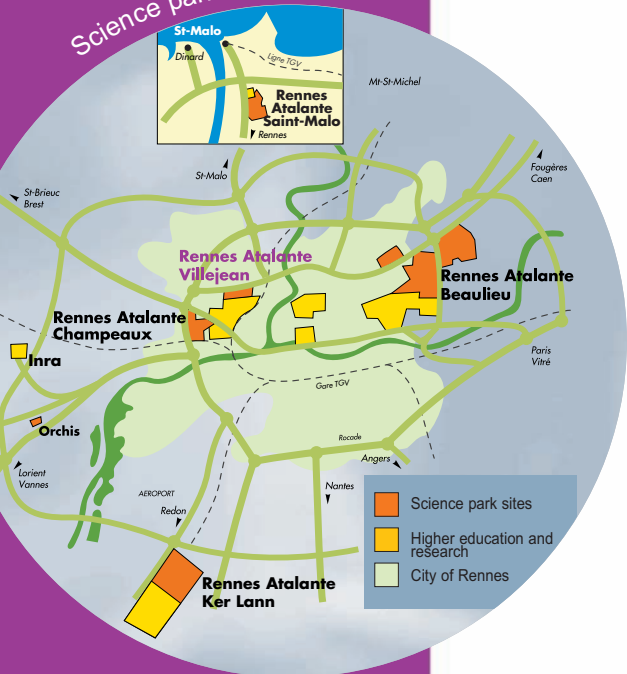 Science par
St-Malo
Dinard
Ligne TGV
Rennes
Atalante
Saint-Malo
Rennes
Mt-St-Michel
St-Malo
Fougères
Caen
St-Brieuc
Brest
Rennes Atalante
Villejean
Rennes Atalante
Beaulieu
Rennes Atalante
Champeaux
Inra
Paris
Vitré
Gare TGV
Orchis
Rocade
Angers
Lorient
Vannes
Nantes
AEROPORT
Redon
Science park sites
Higher education and
research
City of Rennes
Rennes Atalante
Ker Lann